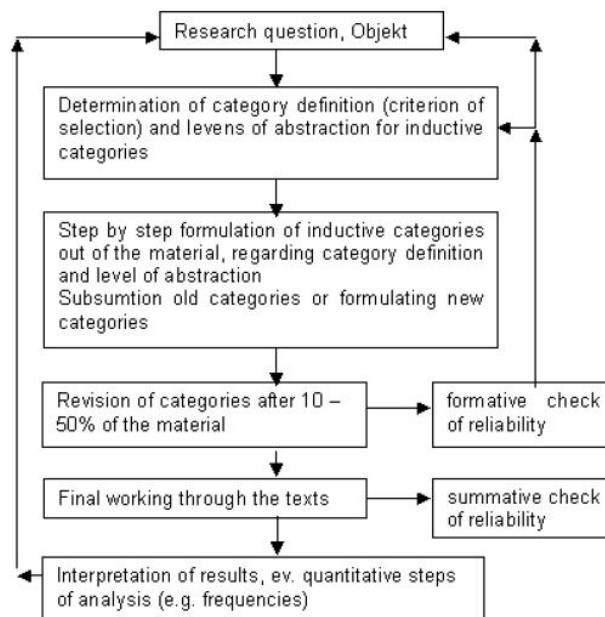 Research question, Objekt
Determination of category definition (criterion of
selection) and levens of abstraction for inductive
categories
Step by step formulation of inductive categories
out of the material, regarding category definition
and level of abstraction
Subsumtion old categories or formulating new
categories
Revision of categories after 10 –
50% of the material
formative check
of reliability
Final working through the texts
summative check
of reliability
Interpretation of results, ev. quantitative steps
of analysis (e.g. frequencies)